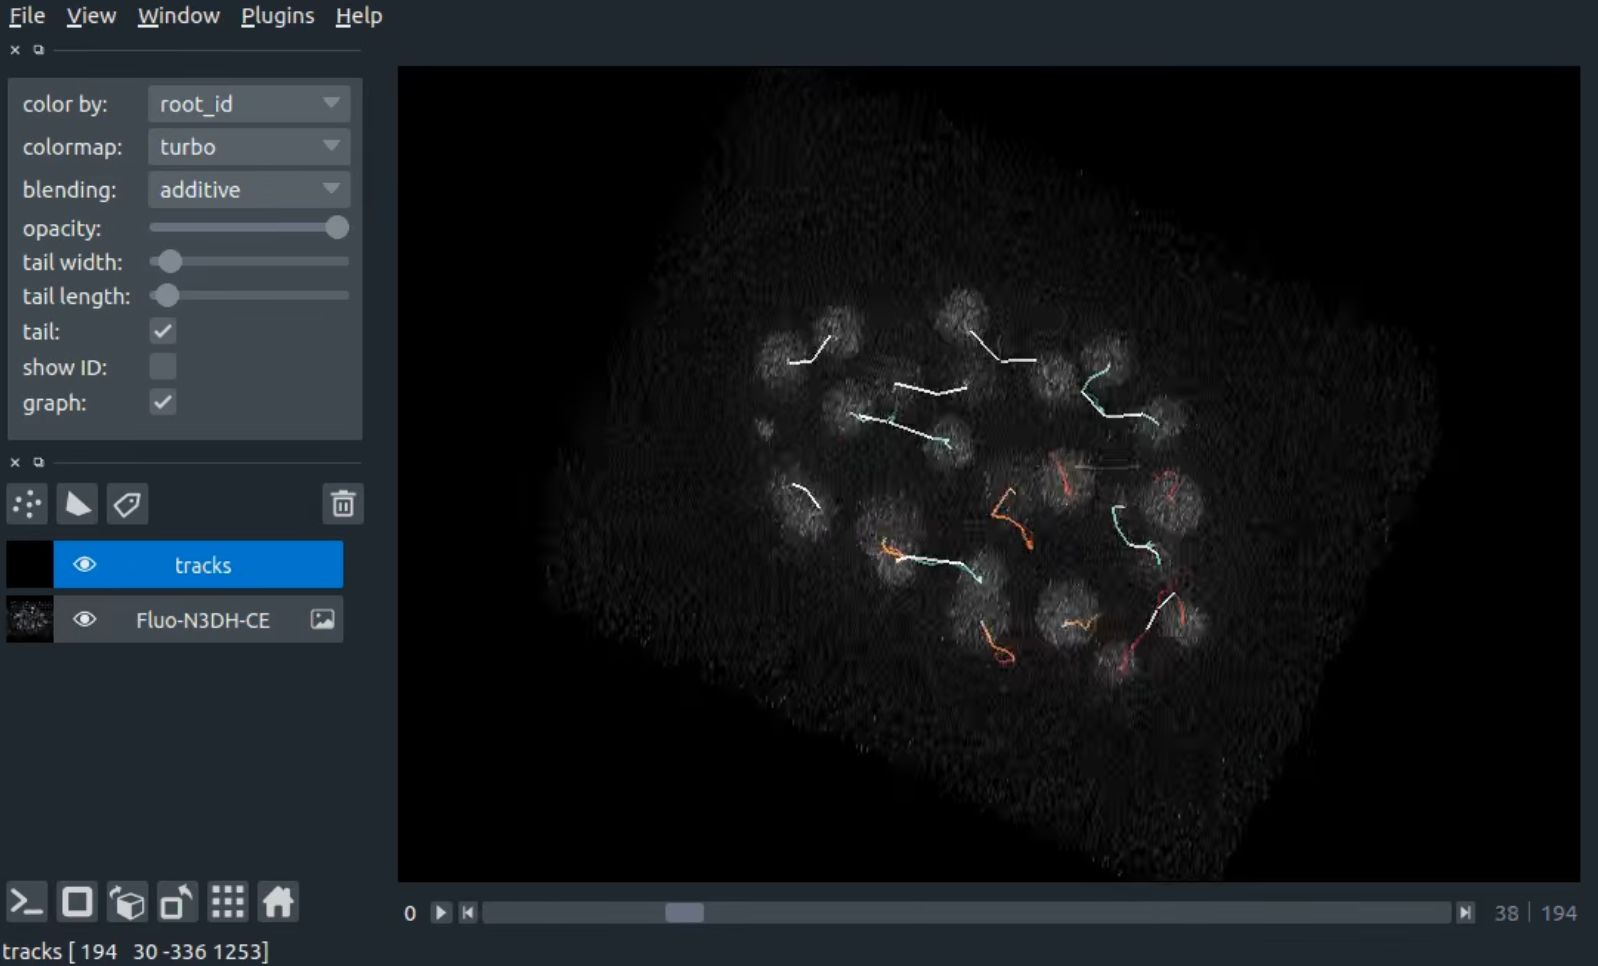 File View Window Plugins Help
color by: root_id
colormap: turbo
blending: additive
opacity:
tail width:
tail length:
tail:
show ID:
graph:
tracks
Fluo-N3DH-CE
0 38 | 194
tracks [ 194 30 -336 1253]